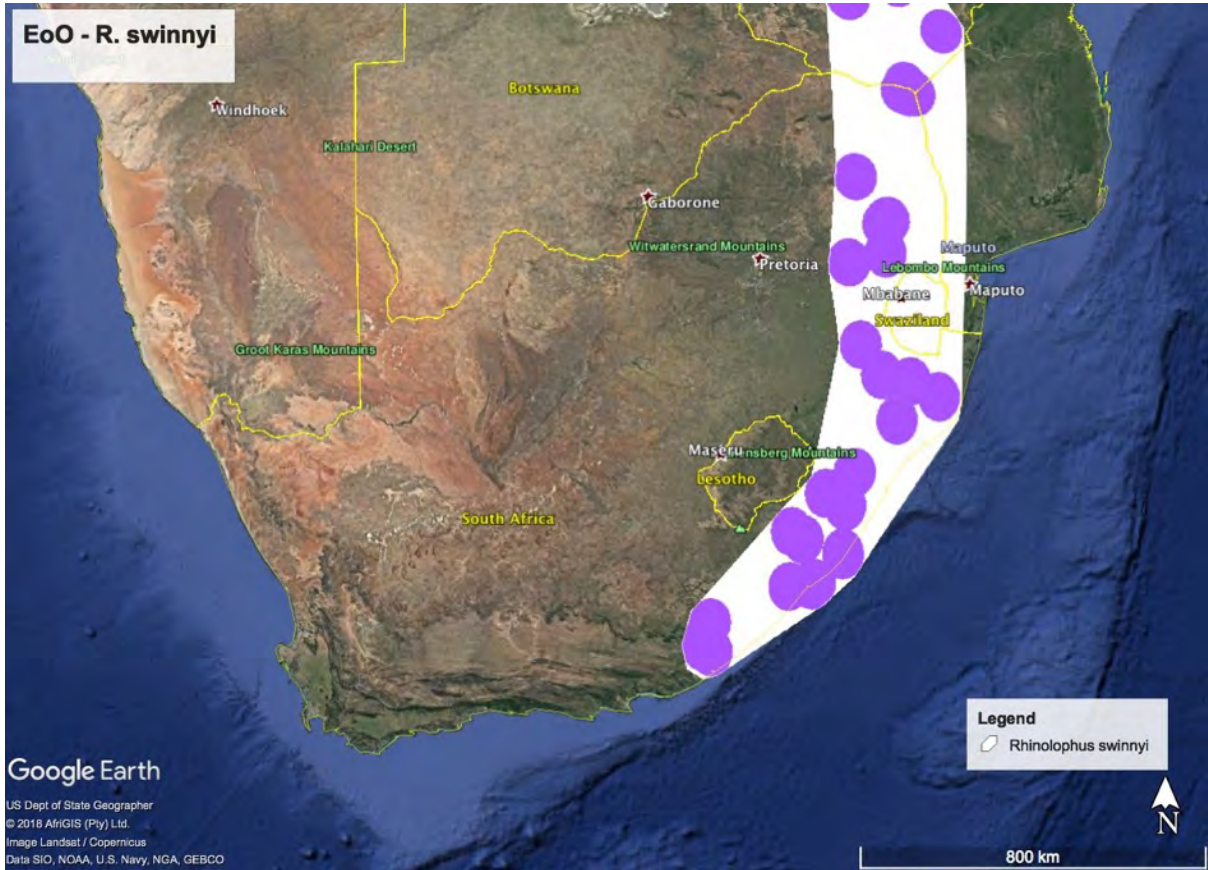 EoO - R. swinnyi
Botswana
Windhoek
Kalahari Desert
Gaborone
Witwatersrand Mountains
Maputo
Pretoria
Lebombo Mountains
Mbabane
Maputo
Swaziland
Groot Karas Mountains
Maseru
ensberg Mountains
Lesotho
South Africa
Legend
Rhinolophus swinnyi
Google Earth
US Dept of State Geographer
© 2018 AfriGIS (Pty) Ltd.
Image Landsat / Copernicus
Data SIO, NOAA, U.S. Navy, NGA, GEBCO
N
800 km